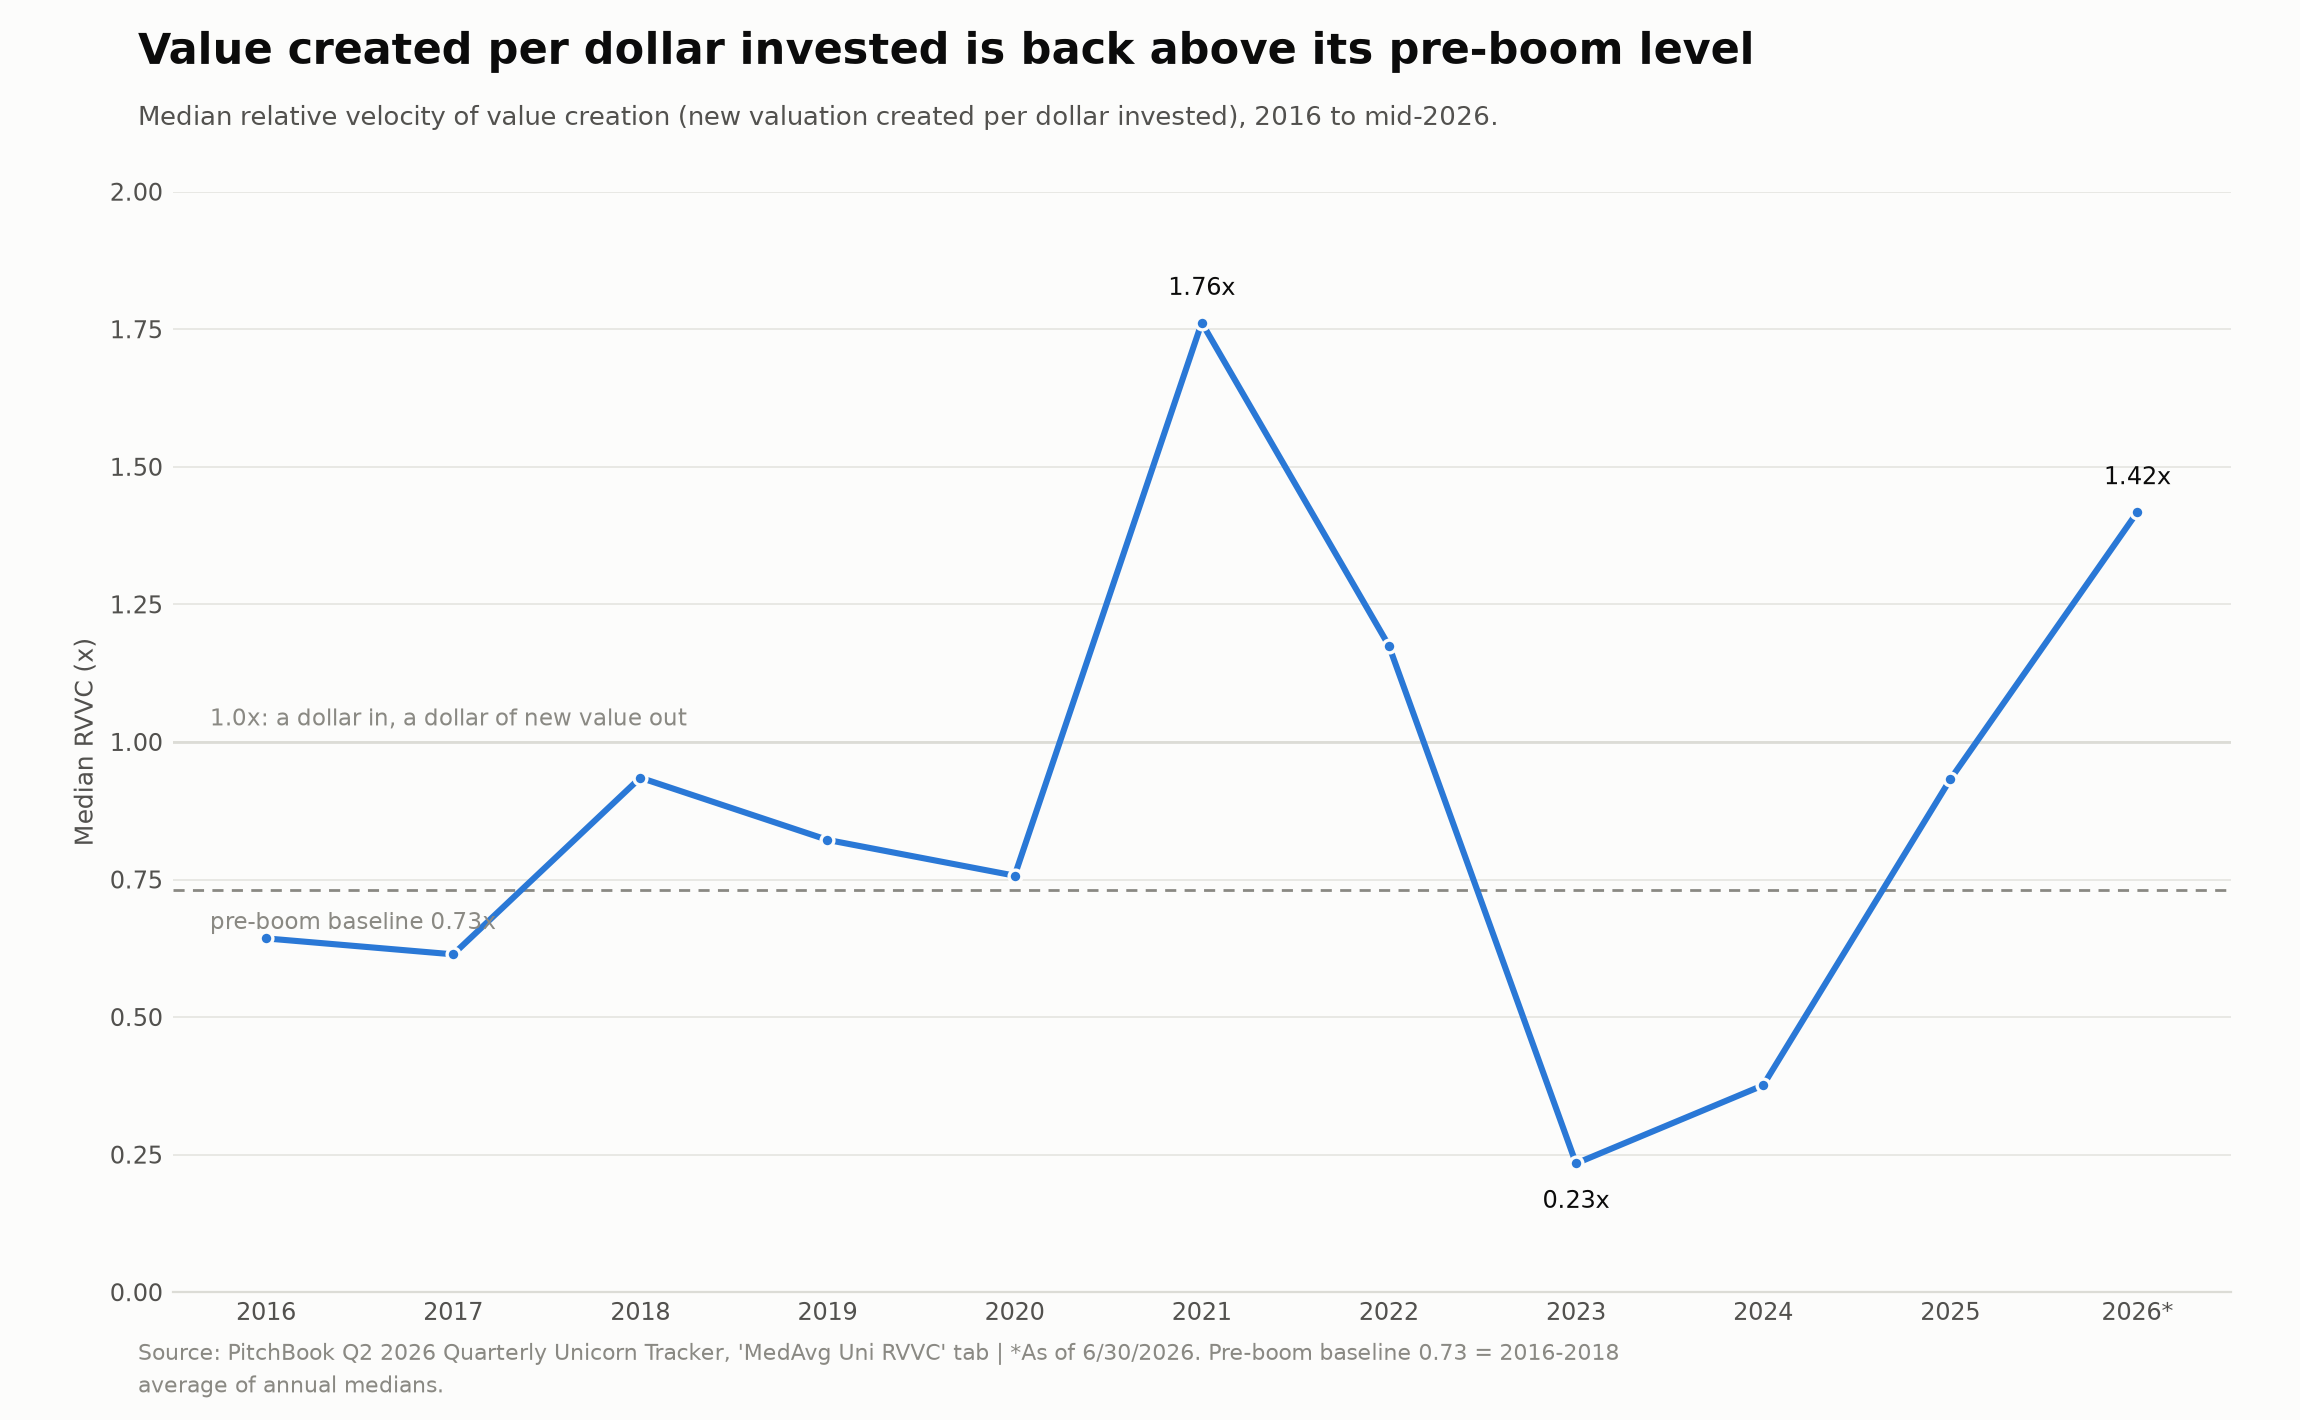 Value created per dollar invested is back above its pre-boom level
Median relative velocity of value creation (new valuation created per dollar invested), 2016 to mid-2026.
2.00
1.76x
1.75
1.50
1.42x
1.25
Median RVVC (x)
1.0x: a dollar in, a dollar of new value out
1.00
0.75
pre-boom baseline 0.73x
0.50
0.25
0.23x
0.00
2016 2017 2018 2019 2020 2021 2022 2023 2024 2025 2026*
Source: PitchBook Q2 2026 Quarterly Unicorn Tracker, 'MedAvg Uni RVVC' tab | *As of 6/30/2026. Pre-boom baseline 0.73 = 2016-2018
average of annual medians.